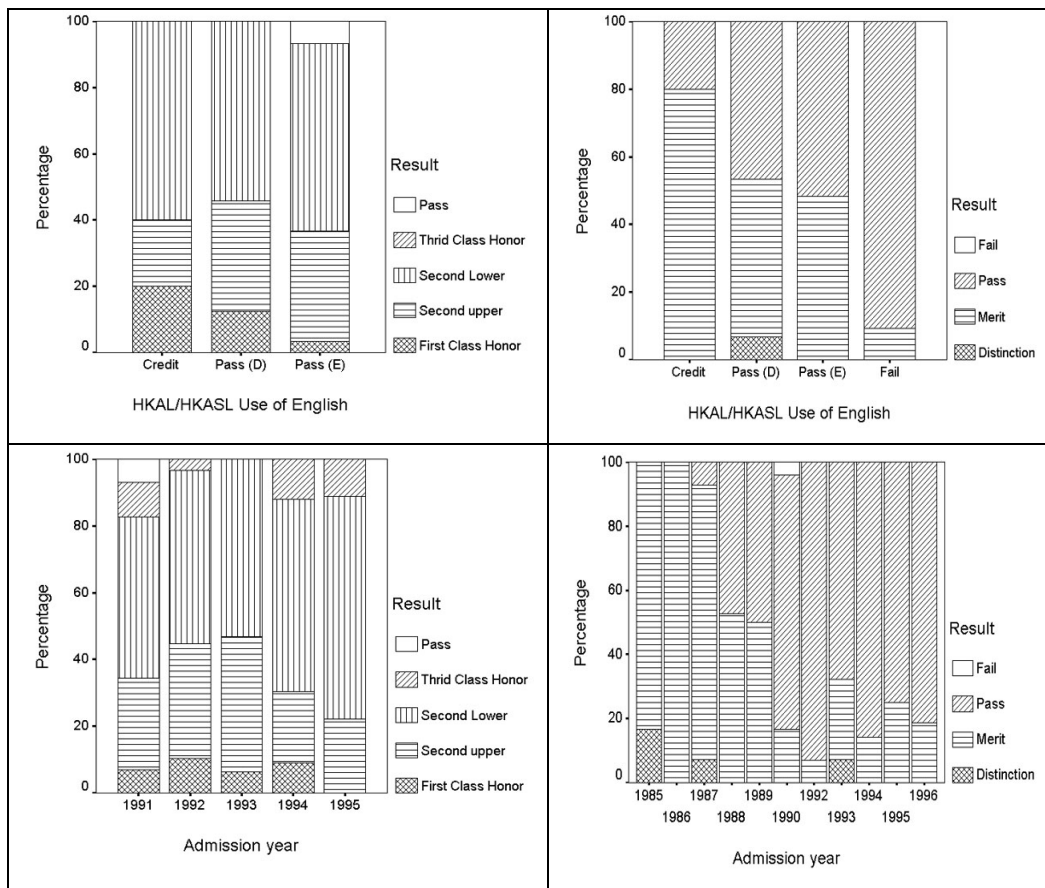 100
80
60
40
20
0
Percentage
Credit
Pass (D)
Pass (E)
HKAL/HKASL Use of English
Result
Pass
Thrid Class Honor
Second Lower
Second upper
First Class Honor
100
80
60
40
20
0
Percentage
Credit
Pass (D)
Pass (E)
Fail
HKAL/HKASL Use of English
Result
Fail
Pass
Merit
Distinction
100
80
60
40
20
0
Percentage
1991
1992
1993
1994
1995
Admission year
Result
Pass
Thrid Class Honor
Second Lower
Second upper
First Class Honor
100
80
60
40
20
0
Percentage
1985
1987
1989
1992
1994
1996
1986
1988
1990
1993
1995
Admission year
Result
Fail
Pass
Merit
Distinction